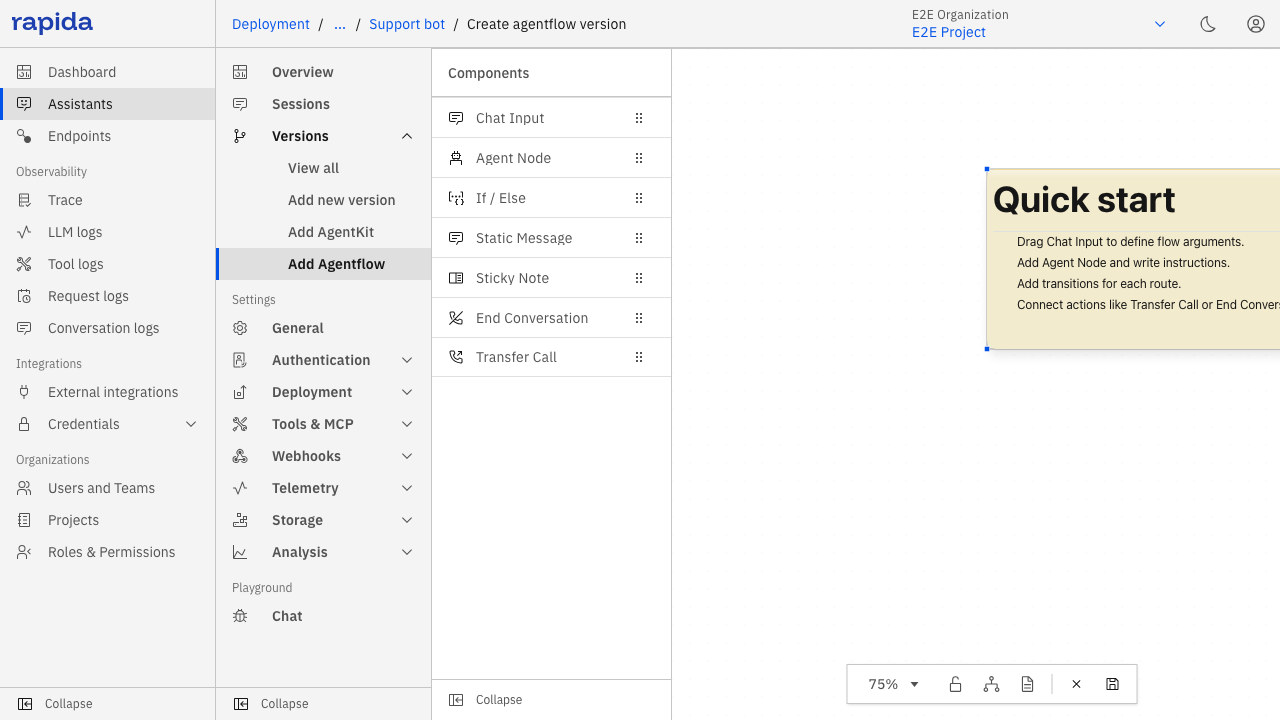 rapida
Deployment / ... / Support bot / Create agentflow version
E2E Organization
E2E Project
Dashboard
Assistants
Endpoints
Observability
Trace
LLM logs
Tool logs
Request logs
Conversation logs
Integrations
External integrations
Credentials
Organizations
Users and Teams
Projects
Roles & Permissions
Collapse
Overview
Sessions
Versions
View all
Add new version
Add AgentKit
Add Agentflow
Settings
General
Authentication
Deployment
Tools & MCP
Webhooks
Telemetry
Storage
Analysis
Playground
Chat
Collapse
Components
Chat Input
Agent Node
If / Else
Static Message
Sticky Note
End Conversation
Transfer Call
Collapse
Quick start
Drag Chat Input to define flow arguments.
Add Agent Node and write instructions.
Add transitions for each route.
Connect actions like Transfer Call or End Convers
75%